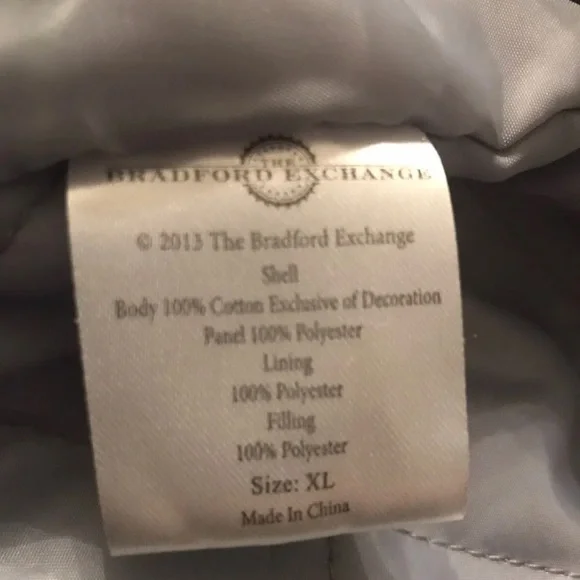 THE
BRADFORD EXCHANGE
© 2013 The Bradford Exchange
Shell
Body 100% Cotton Exclusive of Decoration
Panel 100% Polyester
Lining
100% Polyester
Filling
100% Polyester
Size: XL
Made In China